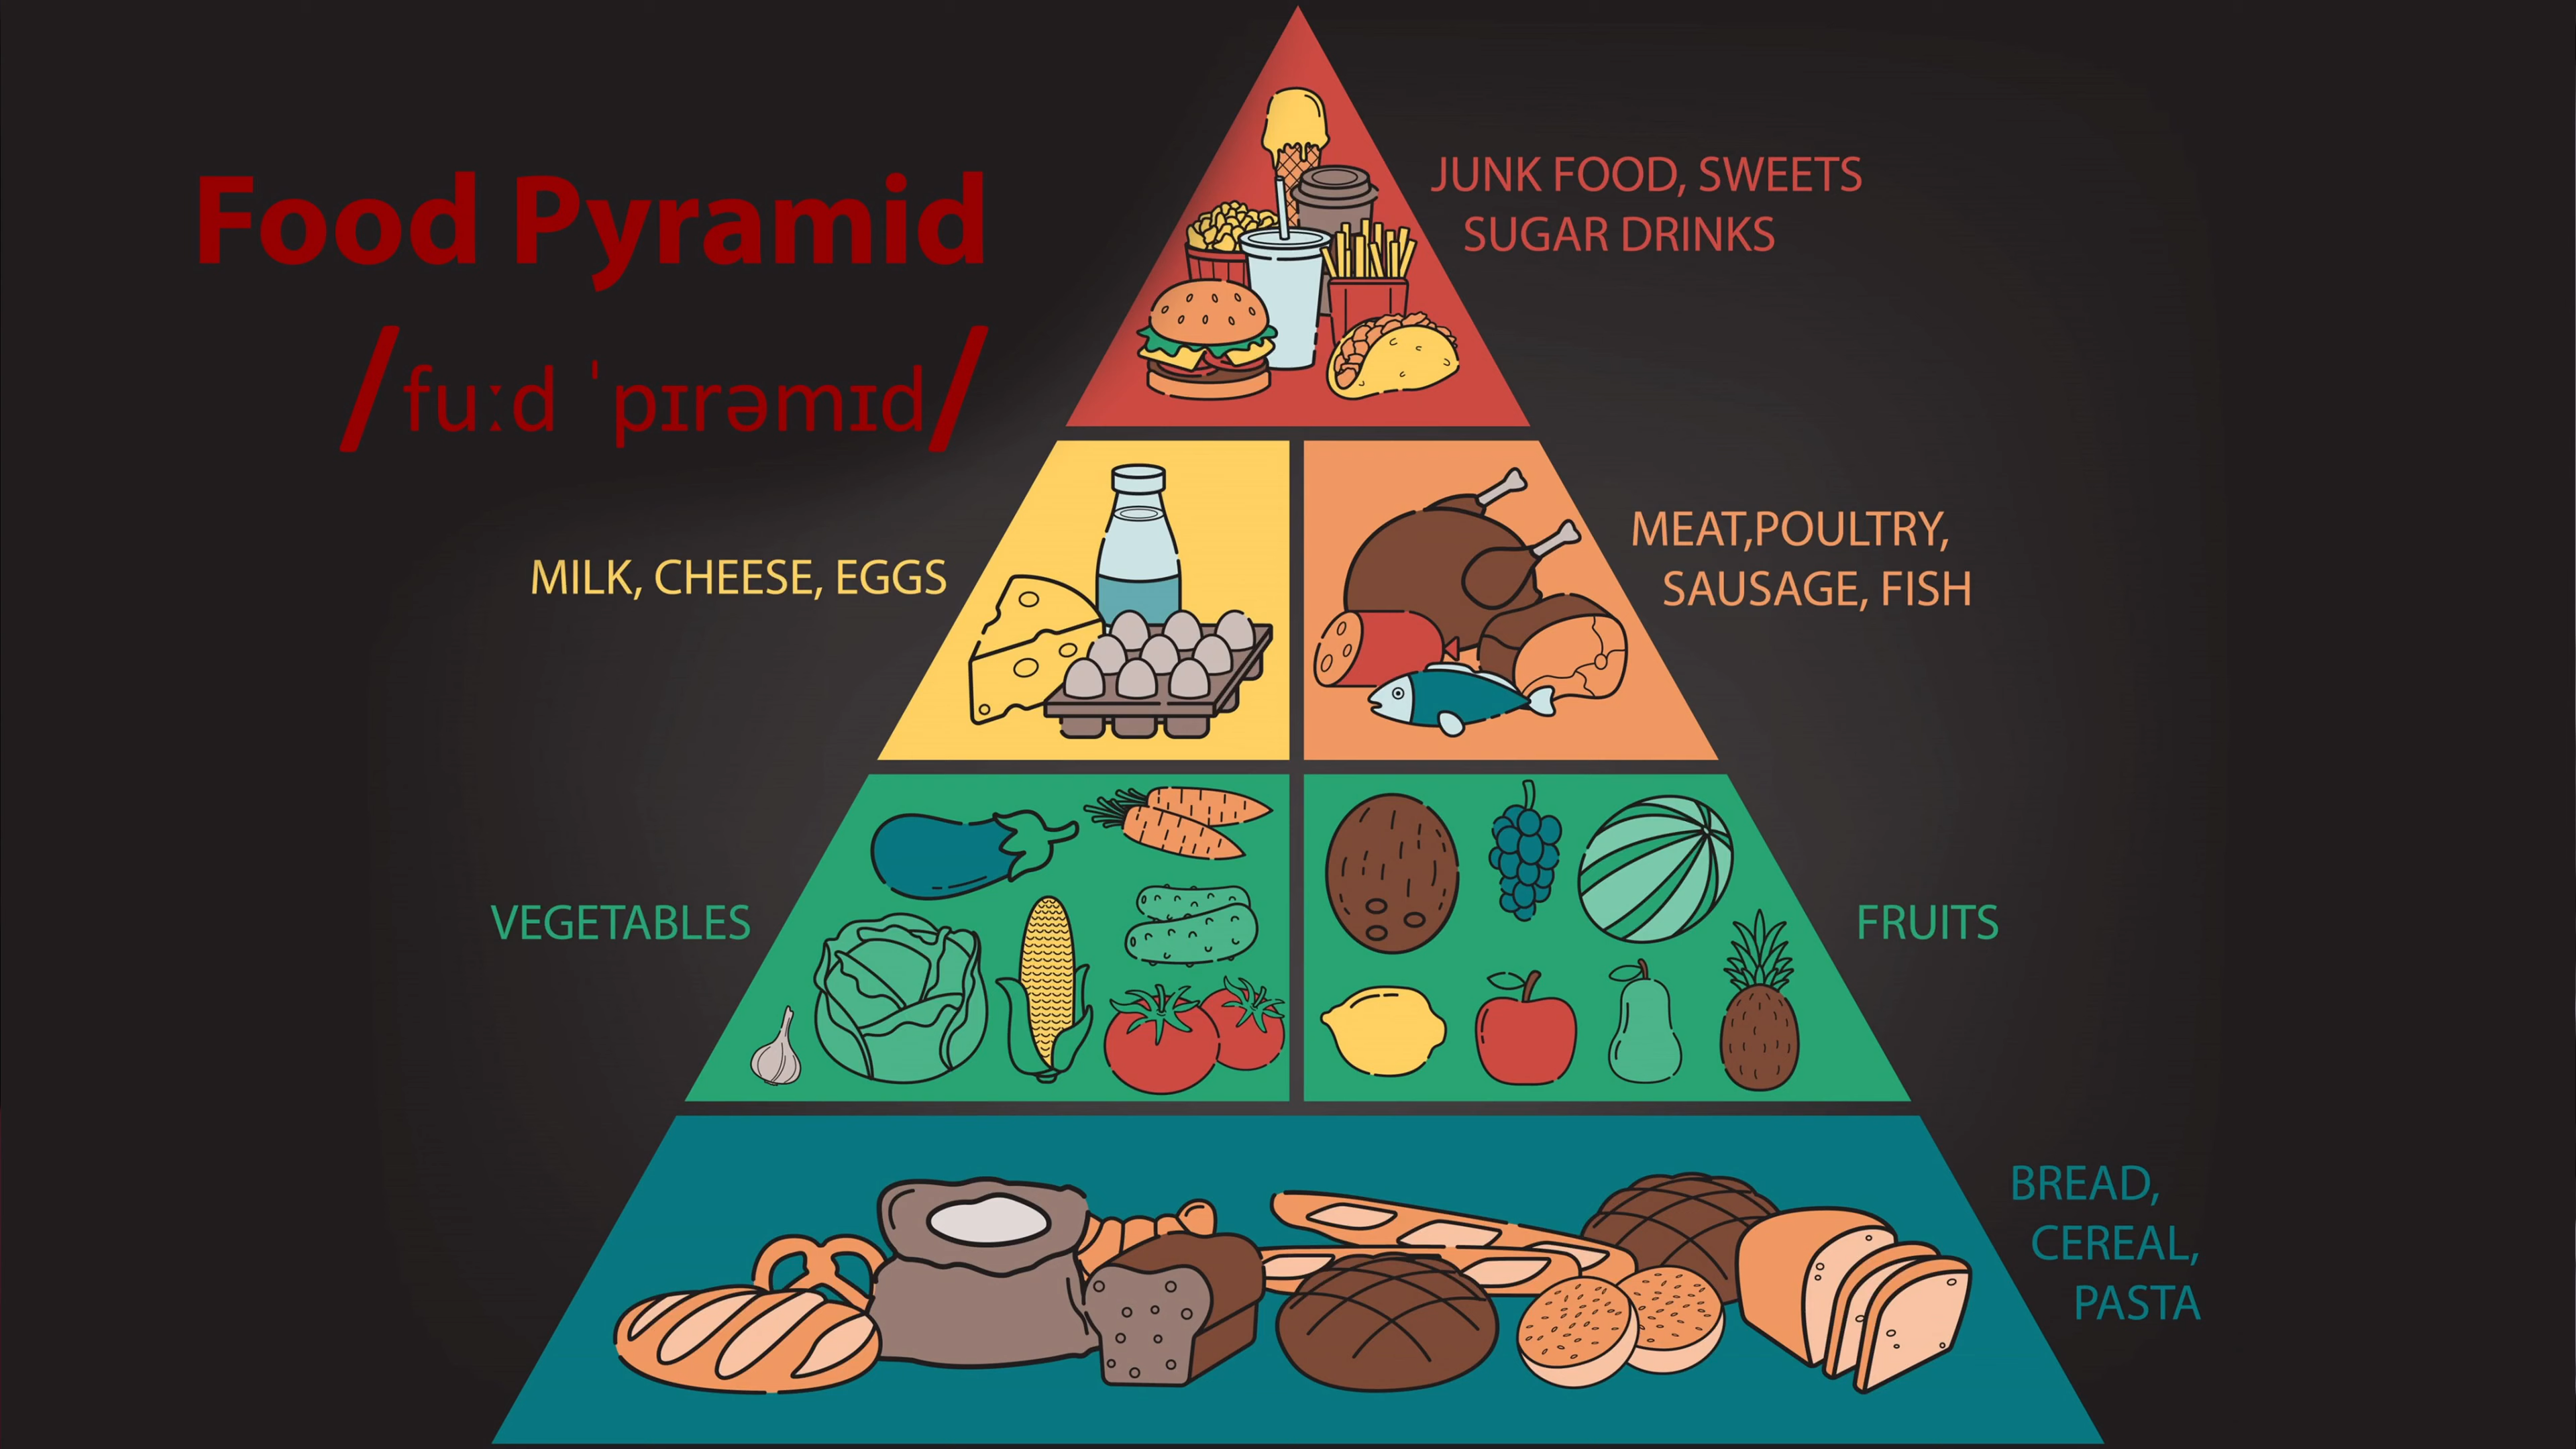 Food Pyramid
/fuːd ˈpɪrəmɪd/
JUNK FOOD, SWEETS
SUGAR DRINKS
MILK, CHEESE, EGGS
MEAT,POULTRY,
SAUSAGE, FISH
VEGETABLES
FRUITS
BREAD,
CEREAL,
PASTA